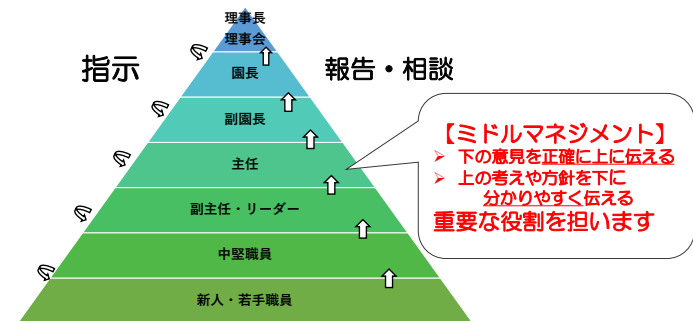 理事長
理事会
指示
園長
報告・相談
副園長
主任
副主任・リーダー
中堅職員
新人・若手職員
【ミドルマネジメント】
➢ 下の意見を正確に上に伝える
➢ 上の考えや方針を下に
分かりやすく伝える
重要な役割を担います